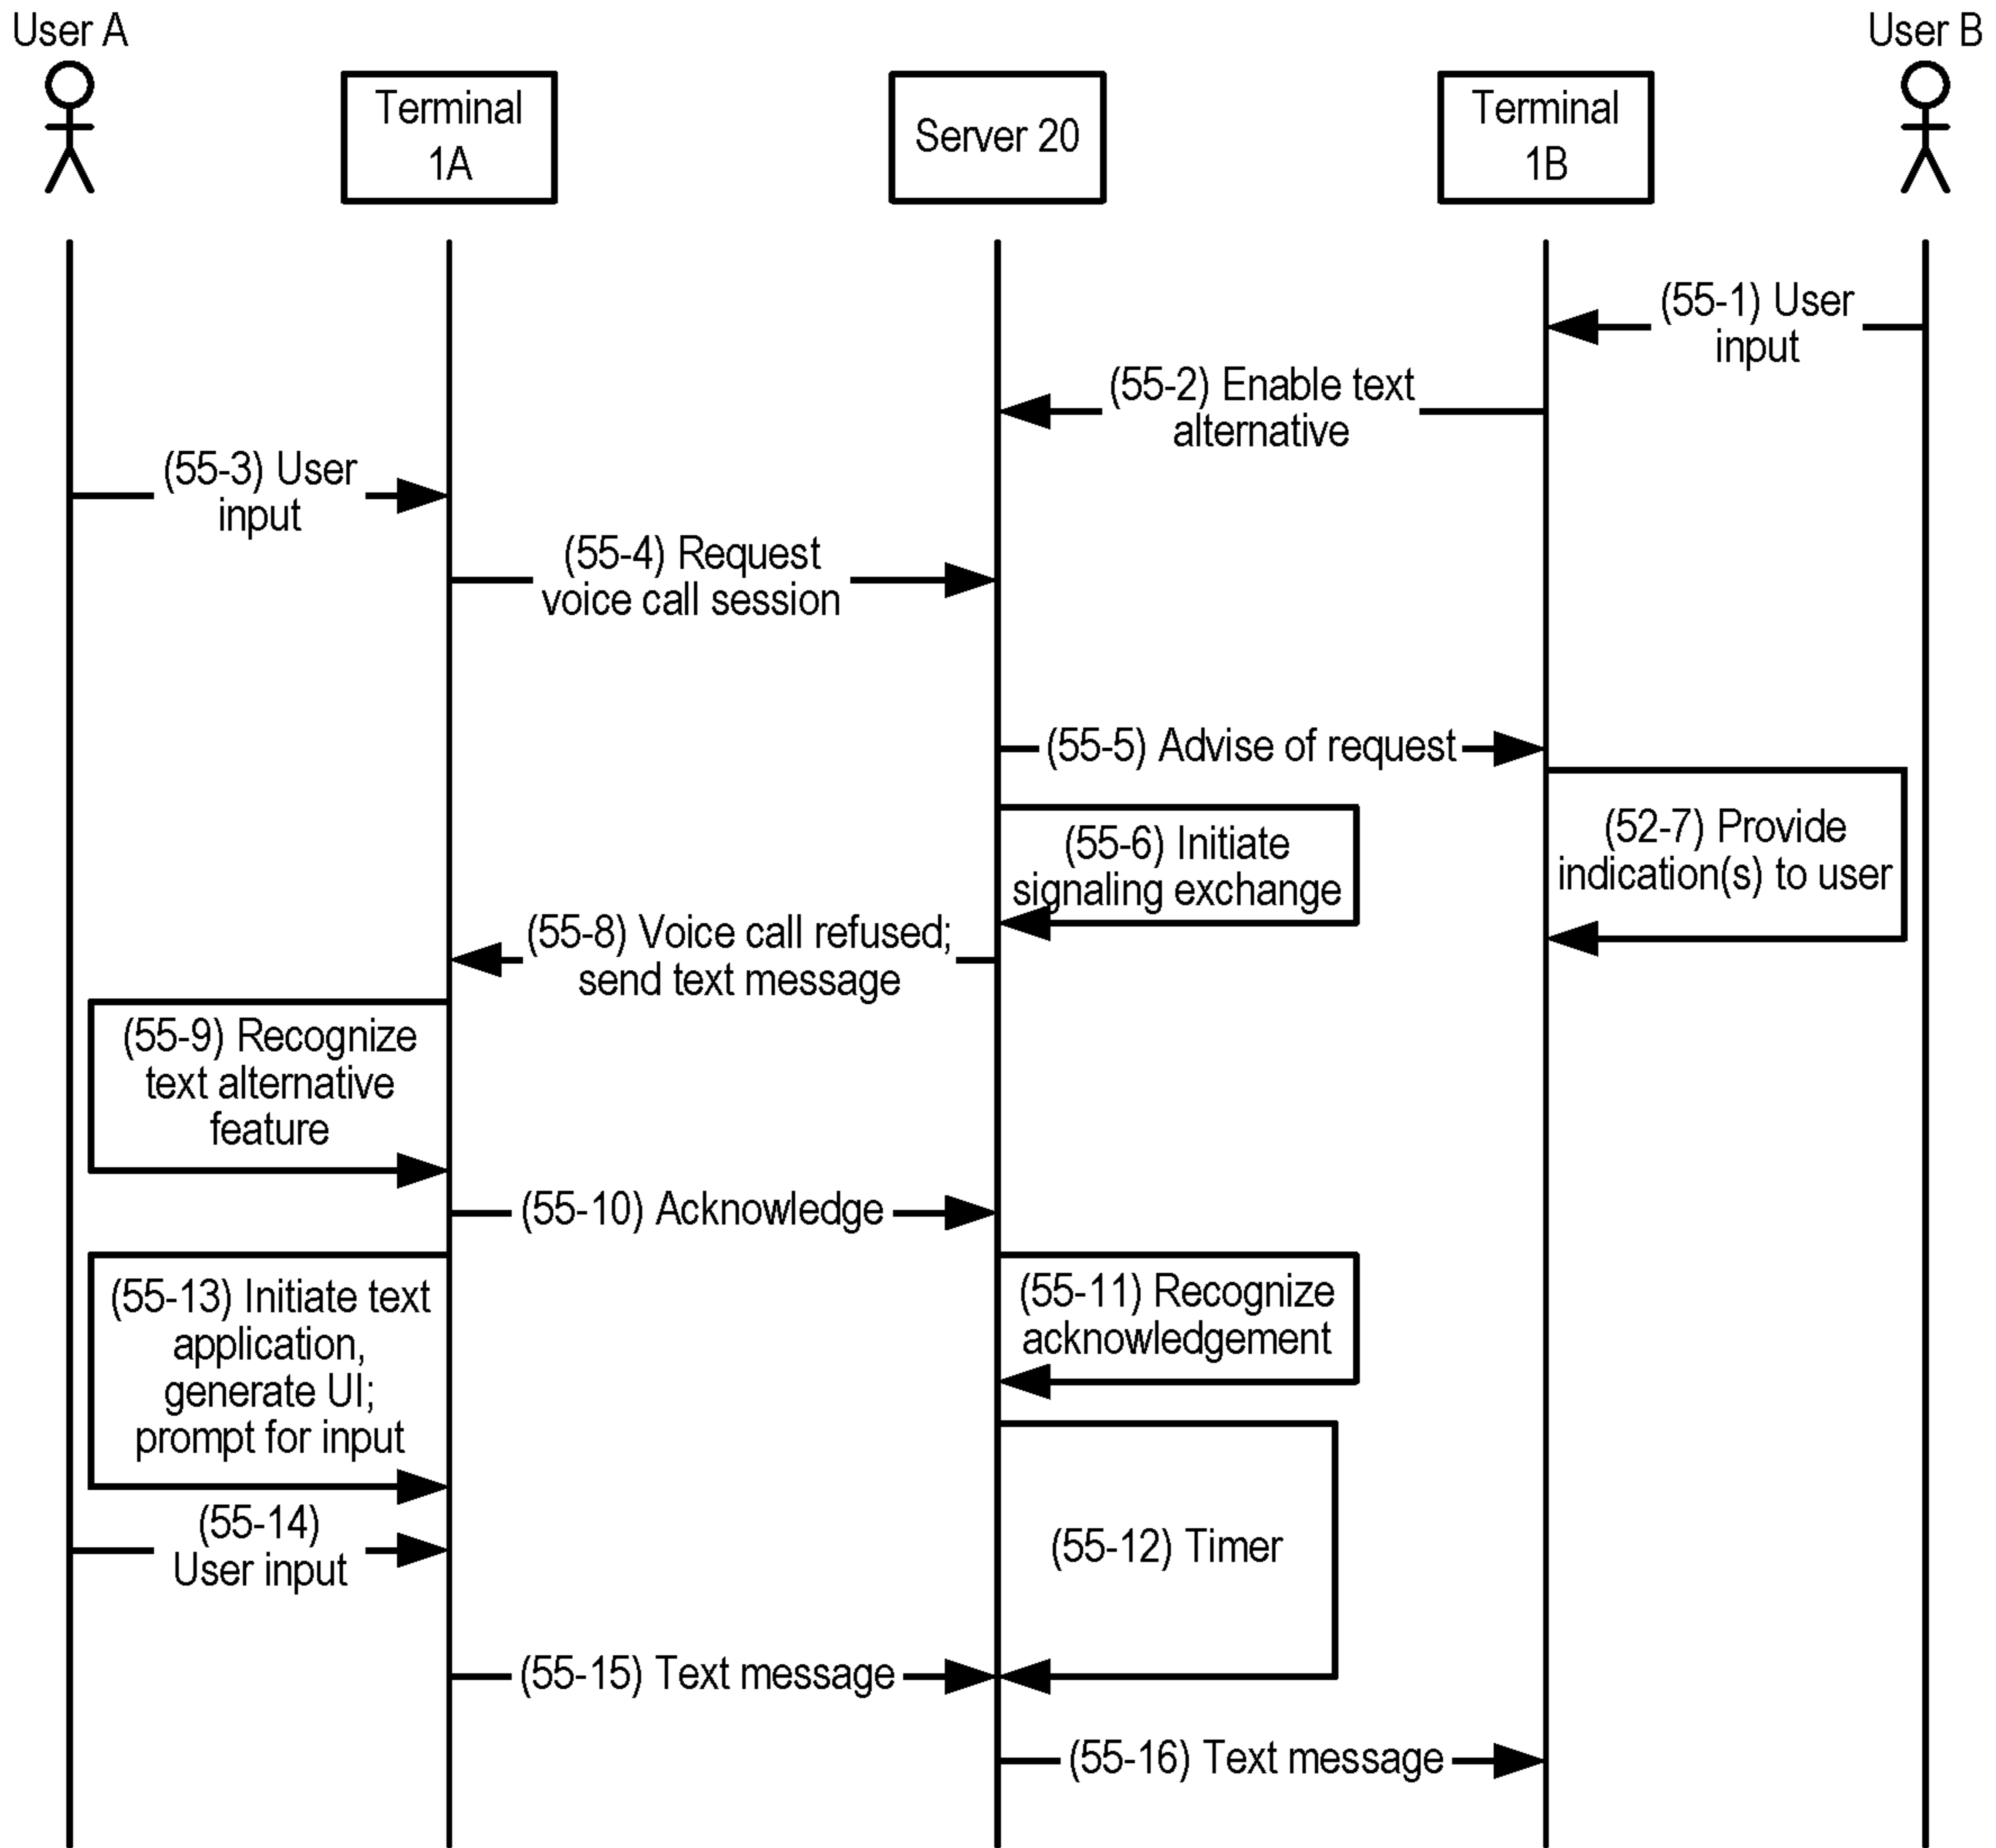 User A
User B
Terminal
1A
Server 20
Terminal
1B
(55-1) User
input
(55-2) Enable text
alternative
(55-3) User
input
(55-4) Request
voice call session
(55-5) Advise of request
(52-7) Provide
indication(s) to user
(55-6) Initiate
signaling exchange
(55-8) Voice call refused;
send text message
(55-9) Recognize
text alternative
feature
(55-10) Acknowledge
(55-13) Initiate text
application,
generate UI;
prompt for input
(55-11) Recognize
acknowledgement
(55-14)
User input
(55-12) Timer
(55-15) Text message
(55-16) Text message